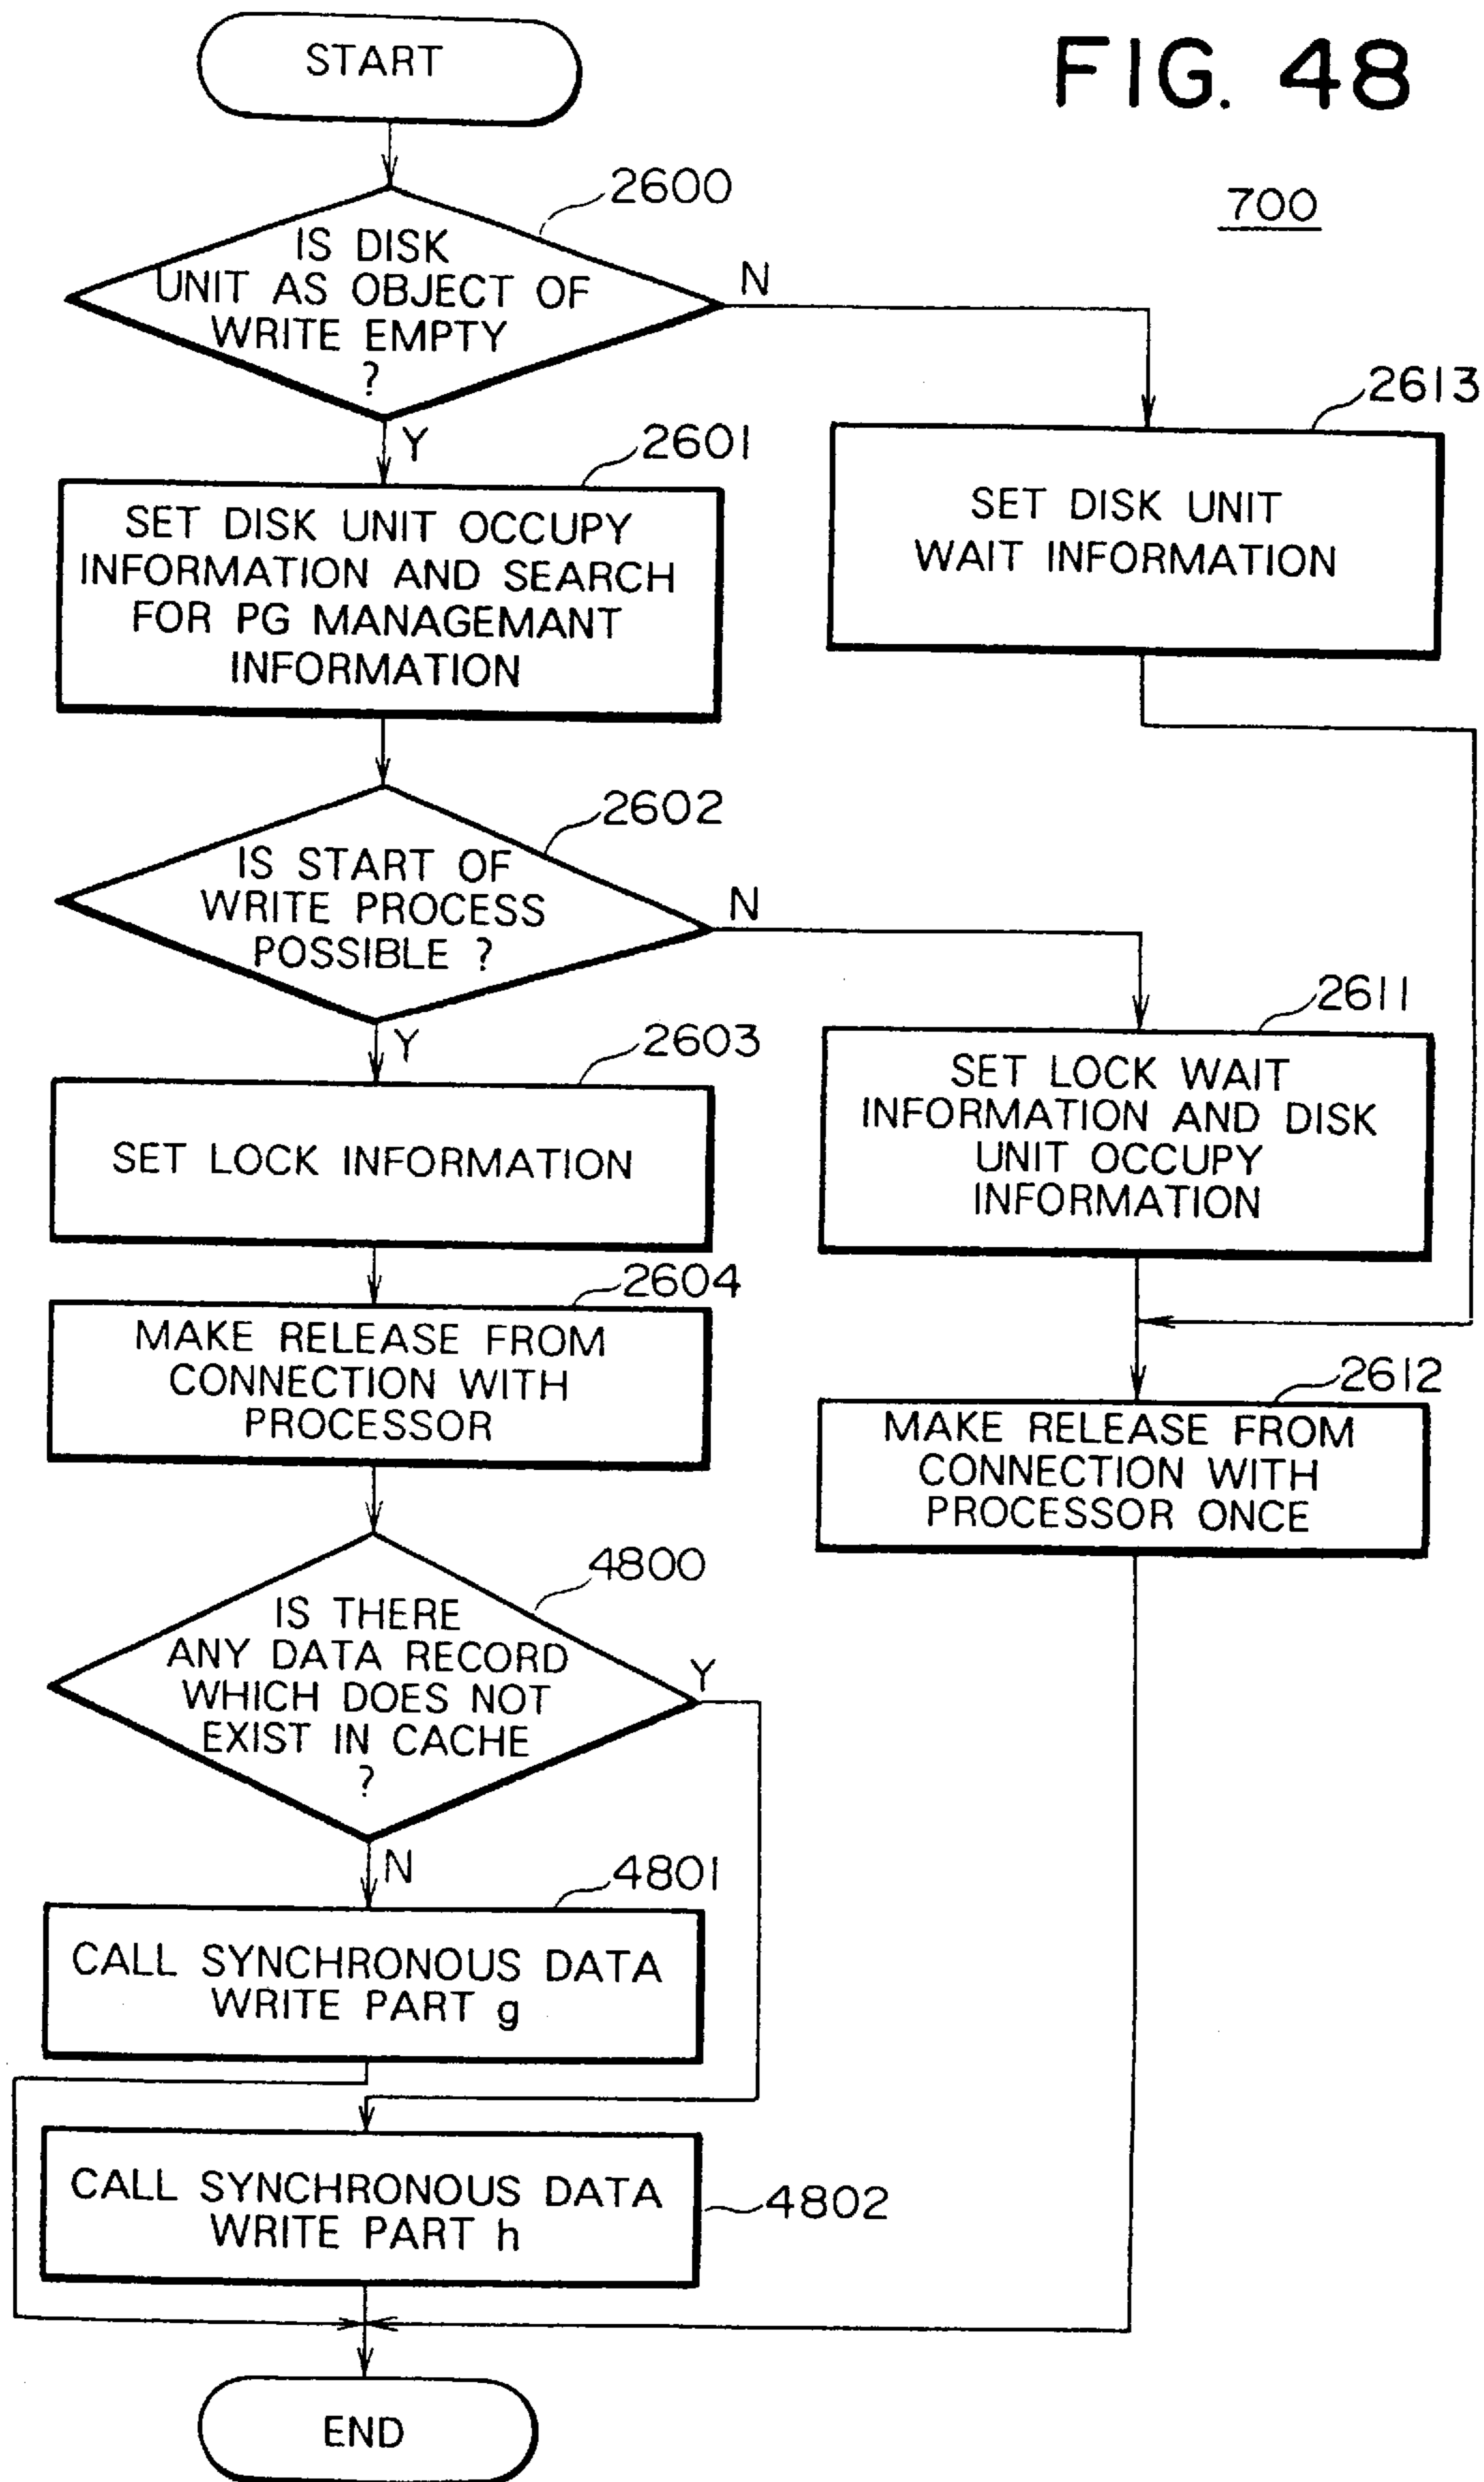 START
FIG. 48
700
2600
IS DISK
UNIT AS OBJECT OF
WRITE EMPTY
?
N
Y
2601
SET DISK UNIT OCCUPY
INFORMATION AND SEARCH
FOR PG MANAGEMANT
INFORMATION
2613
SET DISK UNIT
WAIT INFORMATION
2602
IS START OF
WRITE PROCESS
POSSIBLE ?
N
Y
2603
SET LOCK INFORMATION
2611
SET LOCK WAIT
INFORMATION AND DISK
UNIT OCCUPY
INFORMATION
2604
MAKE RELEASE FROM
CONNECTION WITH
PROCESSOR
2612
MAKE RELEASE FROM
CONNECTION WITH
PROCESSOR ONCE
4800
IS THERE
ANY DATA RECORD
WHICH DOES NOT
EXIST IN CACHE
?
Y
N
4801
CALL SYNCHRONOUS DATA
WRITE PART g
CALL SYNCHRONOUS DATA
WRITE PART h
4802
END